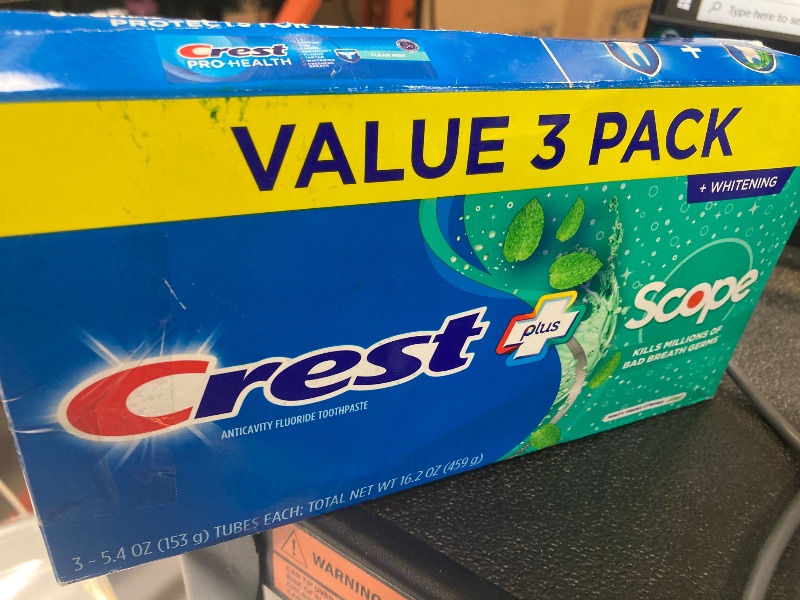 Type here to se
Crest
PRO-HEALTH
CLEAN MINT
+
VALUE 3 PACK
+ WHITENING
Crest
plus
Scope
KILLS MILLIONS OF
BAD BREATH GERMS
ANTICAVITY FLUORIDE TOOTHPASTE
3 - 5.4 OZ (153 g) TUBES EACH; TOTAL NET WT 16.2 OZ (459 g)
WARNING